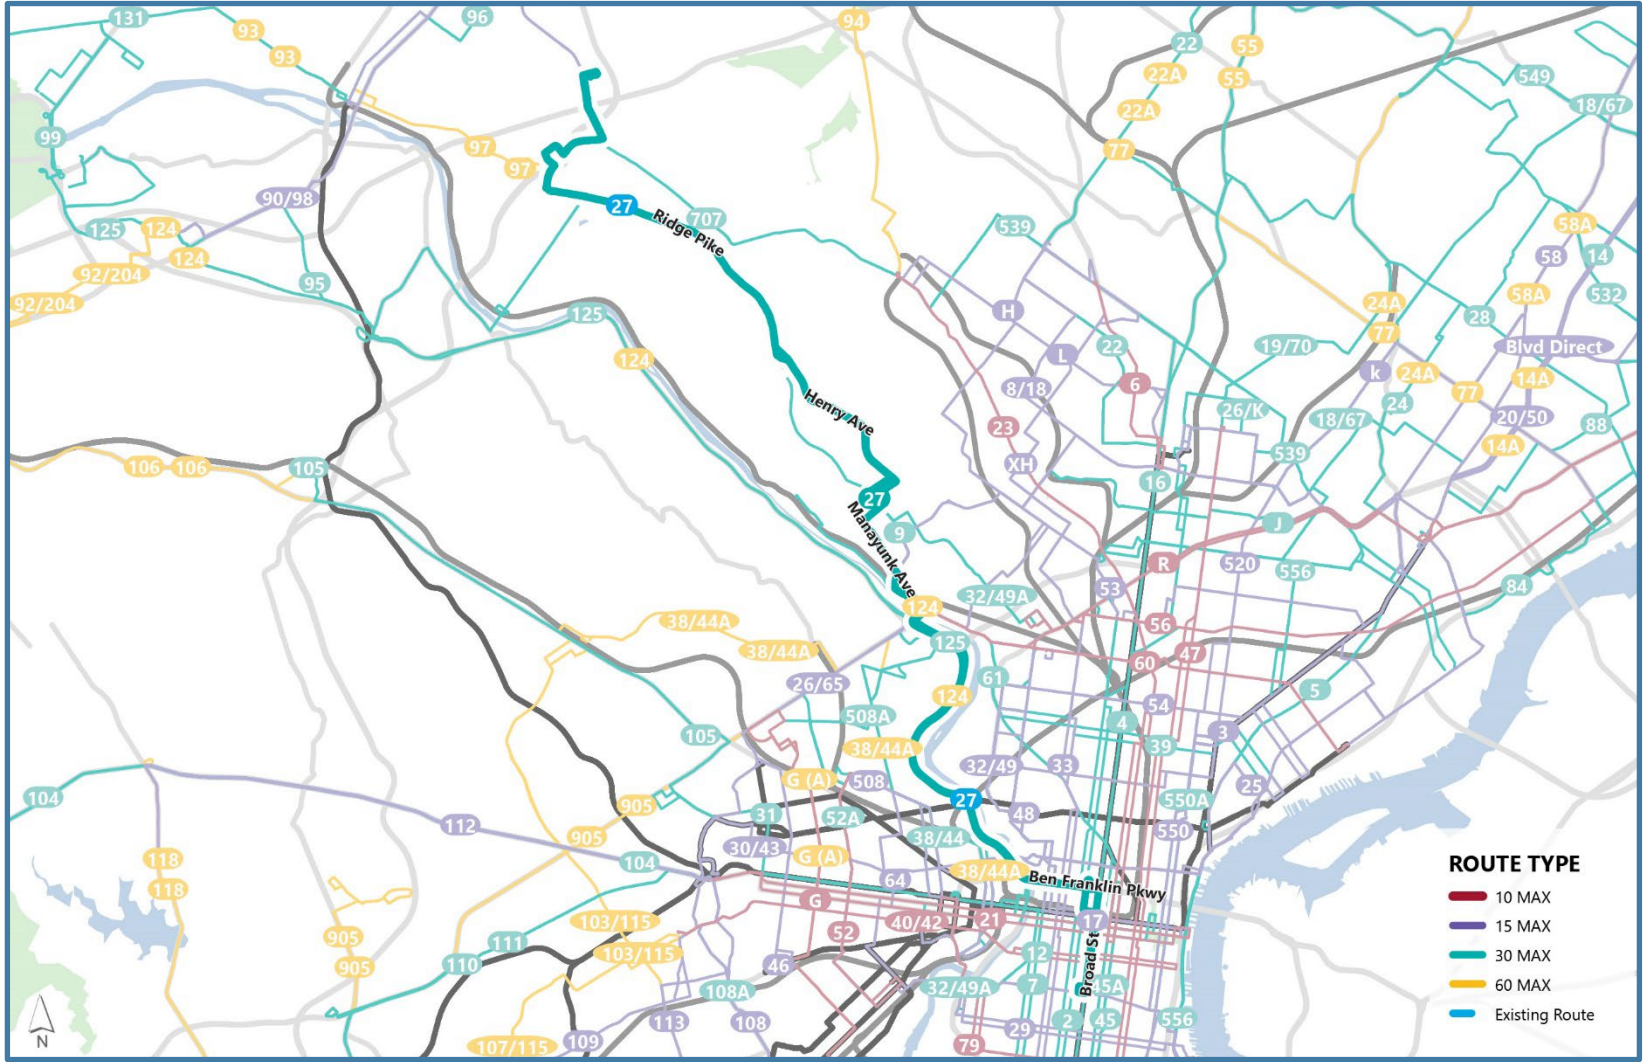 131
96
93
93
94
22
55
22A
55
22A
549
18/67
99
97
97
77
90/98
27
Ridge Pike
707
539
125
124
124
92/204
92/204
95
58A
58
14
58A
532
125
H
24A
28
77
22
19/70
Blvd Direct
124
L
k
24A
14A
6
8/18
77
Henry Ave
26/K
24
18/67
20/50
88
23
14A
106
106
105
XH
539
16
27
Manayunk Ave
9
J
R
520
556
53
84
32/49A
124
38/44A
56
125
38/44A
60
47
26/65
61
124
5
54
508A
4
105
38/44A
39
3
32/49
33
G (A)
508
25
104
905
27
550A
31
52A
48
112
905
38/44
550
30/43
G (A)
118
104
38/44A
118
64
Ben Franklin Pkwy
G
103/115
40/42
21
17
905
52
111
103/115
12
Broad St
905
110
46
108A
32/49A
7
45A
113
108
29
2
45
556
109
107/115
79
ROUTE TYPE
10 MAX
15 MAX
30 MAX
60 MAX
Existing Route
N